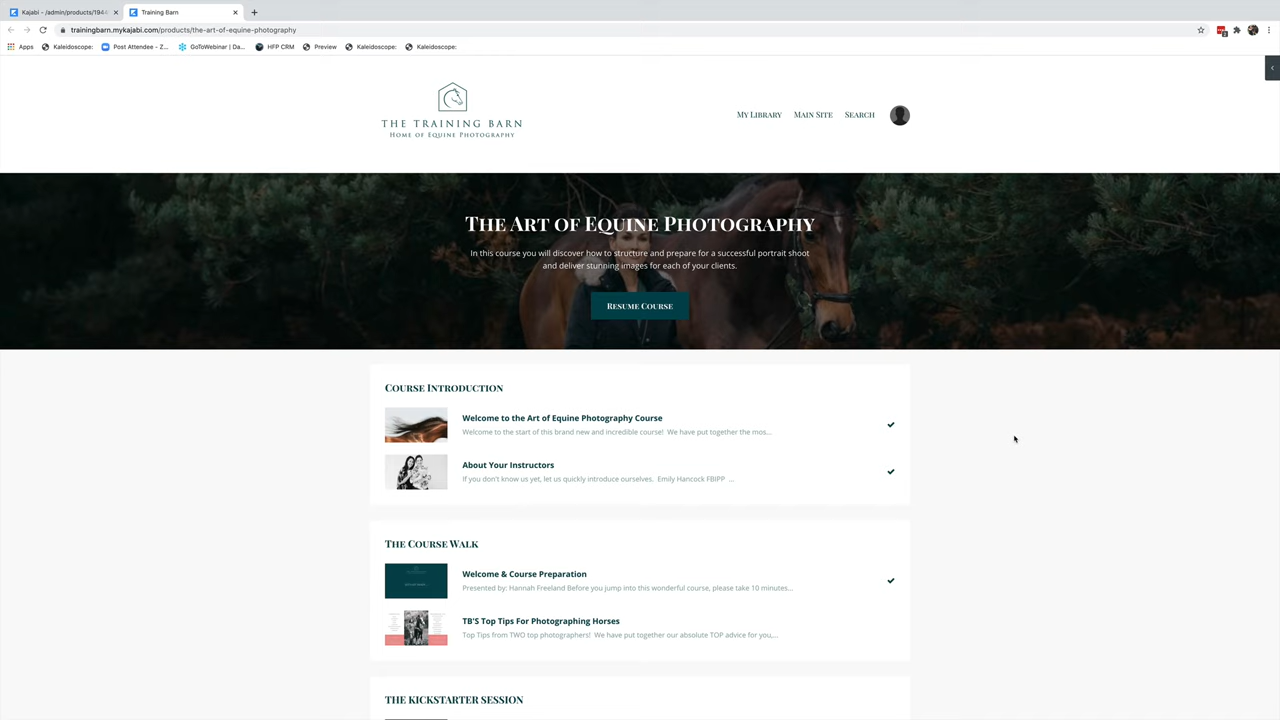 Kajabi - /admin/products/1944
Training Barn
trainingbarn.mykajabi.com/products/the-art-of-equine-photography
Apps Kaleidoscope: Post Attendee - Z... GoToWebinar | Da... HFP CRM Preview Kaleidoscope: Kaleidoscope:
THE TRAINING BARN
HOME OF EQUINE PHOTOGRAPHY
MY LIBRARY MAIN SITE SEARCH
THE ART OF EQUINE PHOTOGRAPHY
In this course you will discover how to structure and prepare for a successful portrait shoot
and deliver stunning images for each of your clients.
RESUME COURSE
COURSE INTRODUCTION
Welcome to the Art of Equine Photography Course
Welcome to the start of this brand new and incredible course! We have put together the mos...
About Your Instructors
If you don't know us yet, let us quickly introduce ourselves. Emily Hancock FBIPP ...
THE COURSE WALK
Welcome & Course Preparation
Presented by: Hannah Freeland Before you jump into this wonderful course, please take 10 minutes...
TB'S Top Tips For Photographing Horses
Top Tips from TWO top photographers! We have put together our absolute TOP advice for you,...
THE KICKSTARTER SESSION